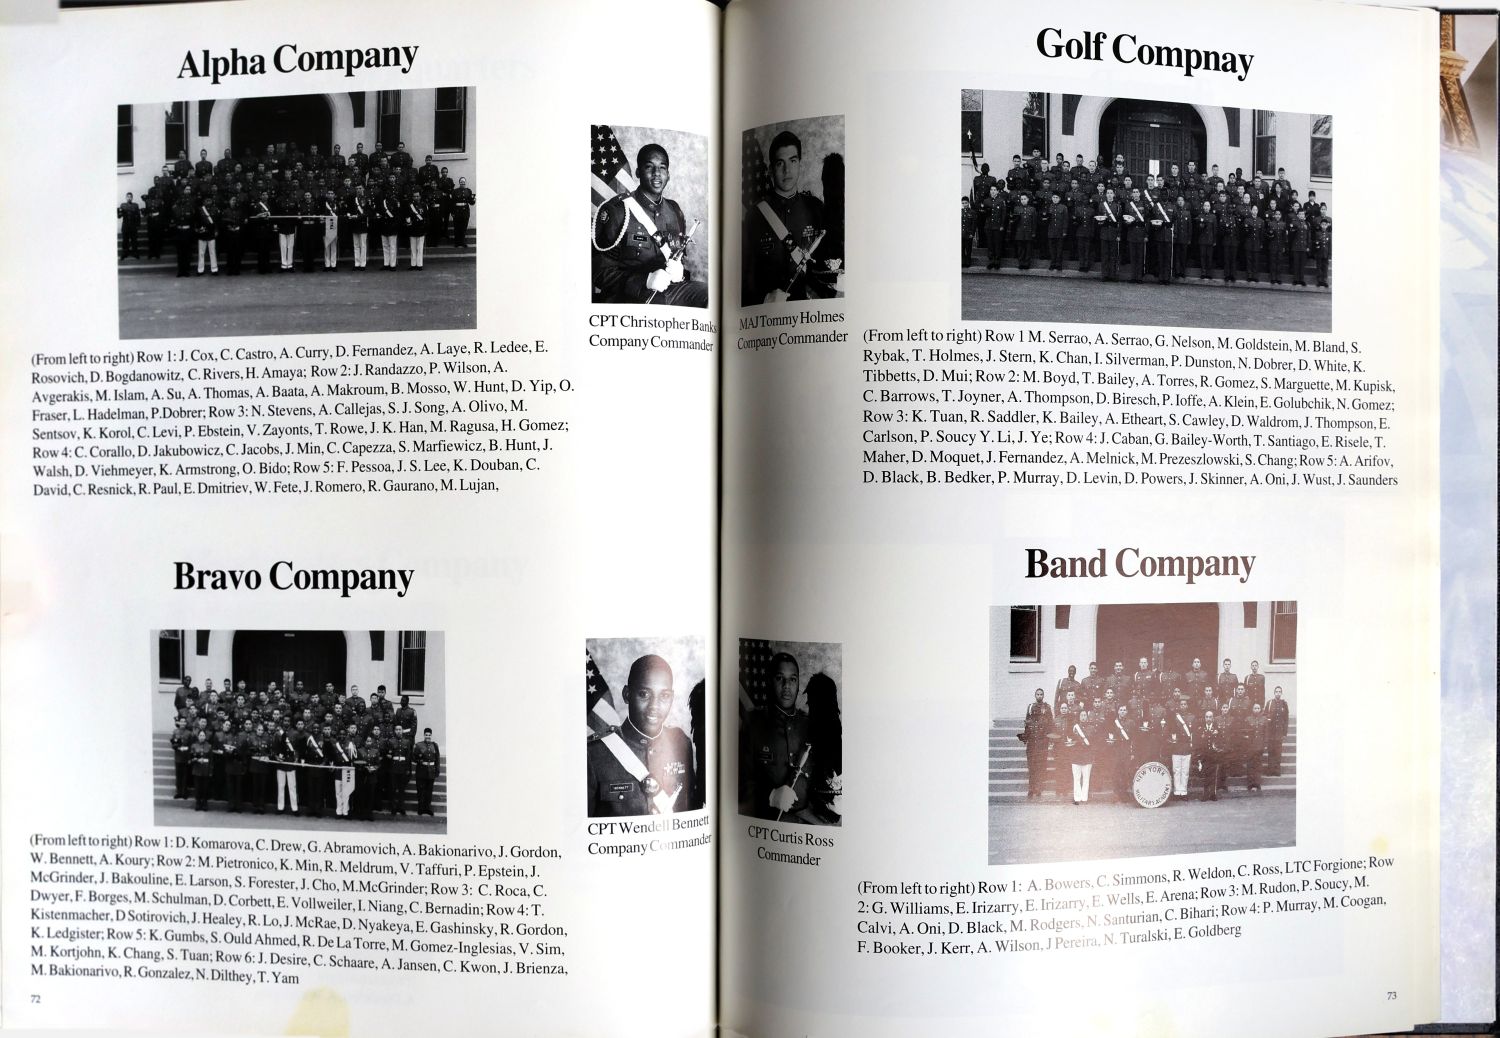 Alpha Company
CPT Christopher Banks
Company Commander
(From left to right) Row 1: J. Cox, C. Castro, A. Curry, D. Fernandez, A. Laye, R. Ledee, E.
Rosovich, D. Bogdanowitz, C. Rivers, H. Amaya; Row 2: J. Randazzo, P. Wilson, A.
Avgerakis, M. Islam, A. Su, A. Thomas, A. Baata, A. Makroum, B. Mosso, W. Hunt, D. Yip, O.
Fraser, L. Hadelman, P.Dobrer; Row 3: N. Stevens, A. Callejas, S. J. Song, A. Olivo, M.
Sentsov, K. Korol, C. Levi, P. Ebstein, V. Zayonts, T. Rowe, J. K. Han, M. Ragusa, H. Gomez;
Row 4: C. Corallo, D. Jakubowicz, C. Jacobs, J. Min, C. Capezza, S. Marfiewicz, B. Hunt, J.
Walsh, D. Viehmeyer, K. Armstrong, O. Bido; Row 5: F. Pessoa, J. S. Lee, K. Douban, C.
David, C. Resnick, R. Paul, E. Dmitriev, W. Fete, J. Romero, R. Gaurano, M. Lujan,
Bravo Company
BENNETT
CPT Wendell Bennett
Company Commander
(From left to right) Row 1: D. Komarova, C. Drew, G. Abramovich, A. Bakionarivo, J. Gordon,
W. Bennett, A. Koury; Row 2: M. Pietronico, K. Min, R. Meldrum, V. Taffuri, P. Epstein, J.
McGrinder, J. Bakouline, E. Larson, S. Forester, J. Cho, M.McGrinder; Row 3: C. Roca, C.
Dwyer, F. Borges, M. Schulman, D. Corbett, E. Vollweiler, I. Niang, C. Bernadin; Row 4: T.
Kistenmacher, D Sotirovich, J. Healey, R. Lo, J. McRae, D. Nyakeya, E. Gashinsky, R. Gordon,
K. Ledgister; Row 5: K. Gumbs, S. Ould Ahmed, R. De La Torre, M. Gomez-Inglesias, V. Sim,
M. Kortjohn, K. Chang, S. Tuan; Row 6: J. Desire, C. Schaare, A. Jansen, C. Kwon, J. Brienza,
M. Bakionarivo, R. Gonzalez, N. Dilthey, T. Yam
72
Golf Compnay
MAJ Tommy Holmes
Company Commander
(From left to right) Row 1 M. Serrao, A. Serrao, G. Nelson, M. Goldstein, M. Bland, S.
Rybak, T. Holmes, J. Stern, K. Chan, I. Silverman, P. Dunston, N. Dobrer, D. White, K.
Tibbetts, D. Mui; Row 2: M. Boyd, T. Bailey, A. Torres, R. Gomez, S. Marguette, M. Kupisk,
C. Barrows, T. Joyner, A. Thompson, D. Biresch, P. Ioffe, A. Klein, E. Golubchik, N. Gomez;
Row 3: K. Tuan, R. Saddler, K. Bailey, A. Etheart, S. Cawley, D. Waldrom, J. Thompson, E.
Carlson, P. Soucy Y. Li, J. Ye; Row 4: J. Caban, G. Bailey-Worth, T. Santiago, E. Risele, T.
Maher, D. Moquet, J. Fernandez, A. Melnick, M. Prezeszlowski, S. Chang; Row 5: A. Arifov,
D. Black, B. Bedker, P. Murray, D. Levin, D. Powers, J. Skinner, A. Oni, J. Wust, J. Saunders
Band Company
NEW YORK
MILITARY ACADEMY
CPT Curtis Ross
Commander
(From left to right) Row 1: A. Bowers, C. Simmons, R. Weldon, C. Ross, LTC Forgione; Row
2: G. Williams, E. Irizarry, E. Irizarry, E. Wells, E. Arena; Row 3: M. Rudon, P. Soucy, M.
Calvi, A. Oni, D. Black, M. Rodgers, N. Santurian, C. Bihari; Row 4: P. Murray, M. Coogan,
F. Booker, J. Kerr, A. Wilson, J Pereira, N. Turalski, E. Goldberg
73